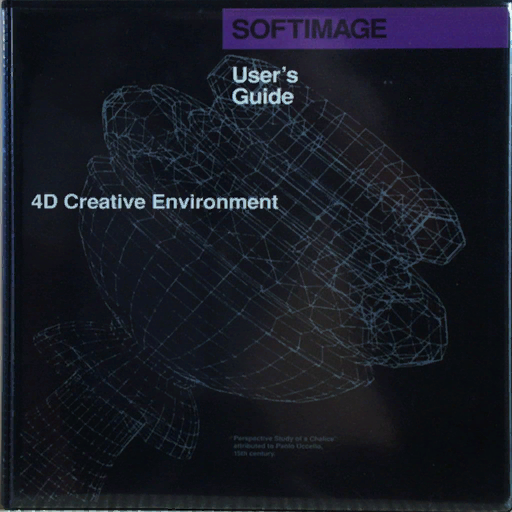 SOFTIMAGE
User's
Guide
4D Creative Environment
"Perspective Study of a Chalice"
attributed to Paolo Uccello,
15th century.